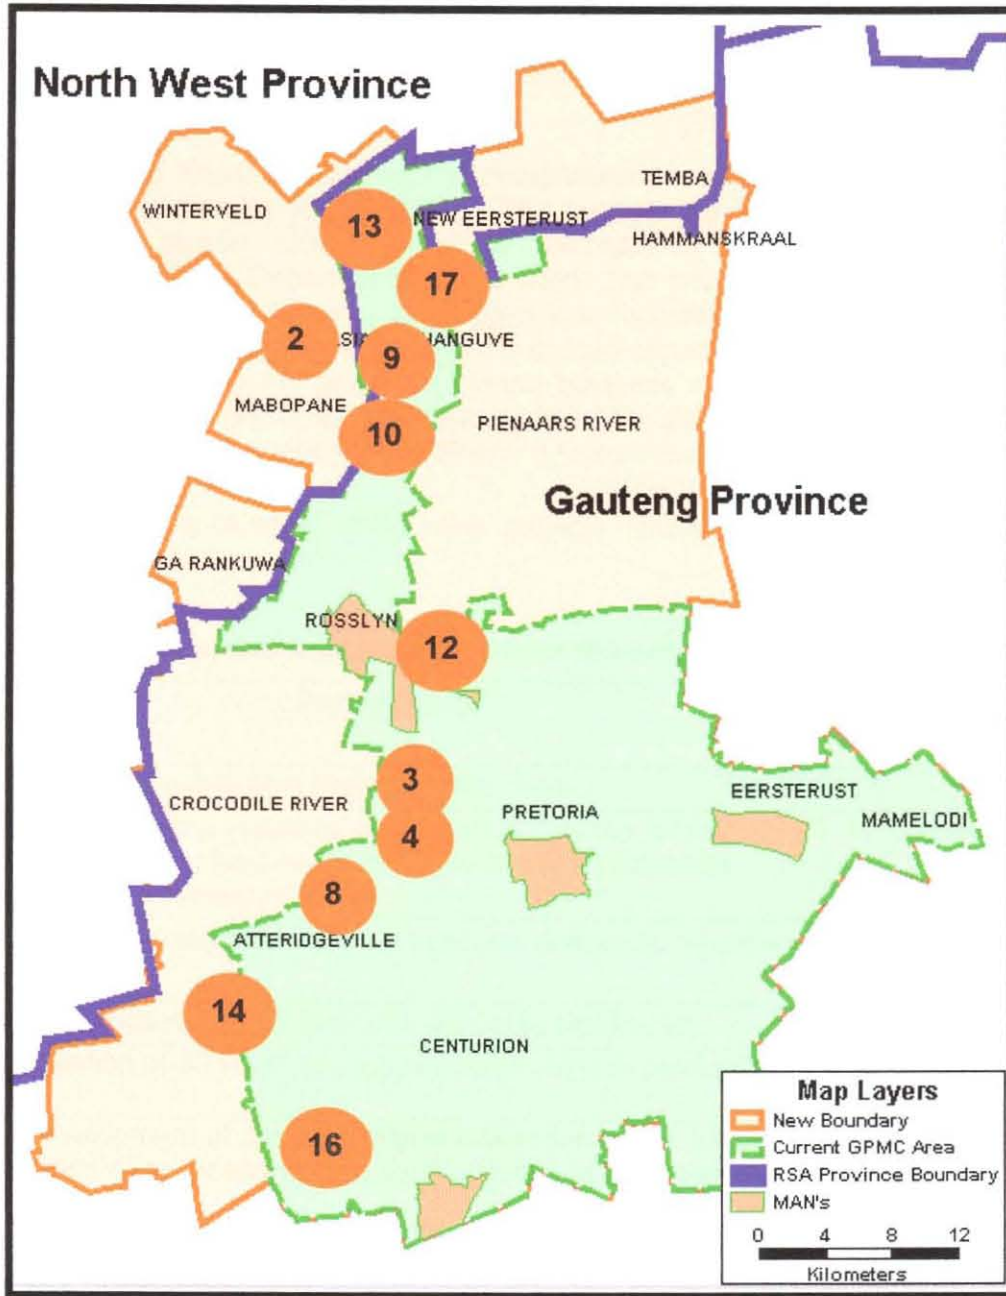 North West Province
TEMBA
WINTERVELD
13
NEW EERSTERUST
HAMMANSKRAAL
17
2
9
HANGUVE
MABOPANE
10
PIENAARS RIVER
Gauteng Province
GA RANKUWA
ROSSLYN
12
3
EERSTERUST
CROCODILE RIVER
PRETORIA
MAMELODI
4
8
ATTERIDGEVILLE
14
CENTURION
16
Map Layers
New Boundary
Current GPMC Area
RSA Province Boundary
MAN's
0 4 8 12
Kilometers